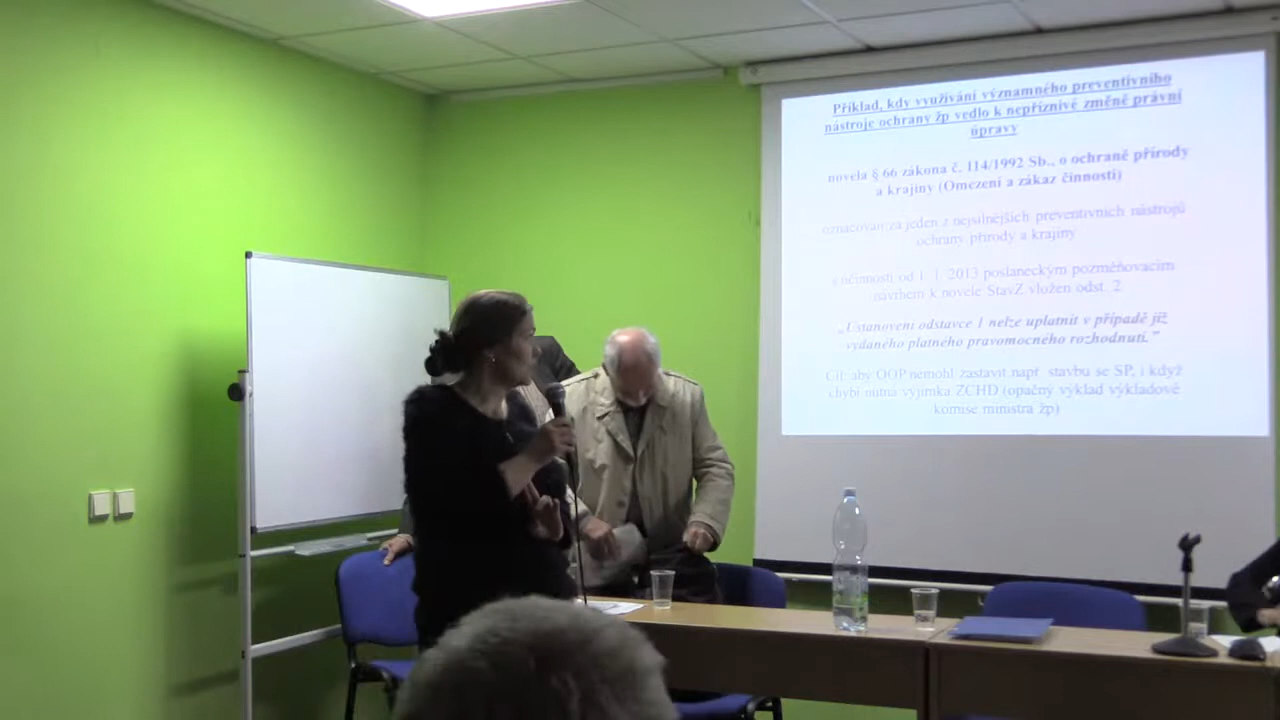 Příklad, kdy využívání významného preventivního
nástroje ochrany žp vedlo k nepříznivé změně právní
úpravy
novela § 66 zákona č. 114/1992 Sb., o ochraně přírody
a krajiny (Omezení a zákaz činnosti)
označován za jeden z nejsilnějších preventivních nástrojů
ochrany přírody a krajiny
s účinností od 1. 1. 2013 poslaneckým pozměňovacím
návrhem k novele StavZ vložen odst. 2
„Ustanovení odstavce 1 nelze uplatnit v případě již
vydaného platného pravomocného rozhodnutí."
Cíl: aby OOP nemohl zastavit např. stavbu se SP, i když
chybí nutná výjimka ZCHD (opačný výklad výkladové
komise ministra žp)